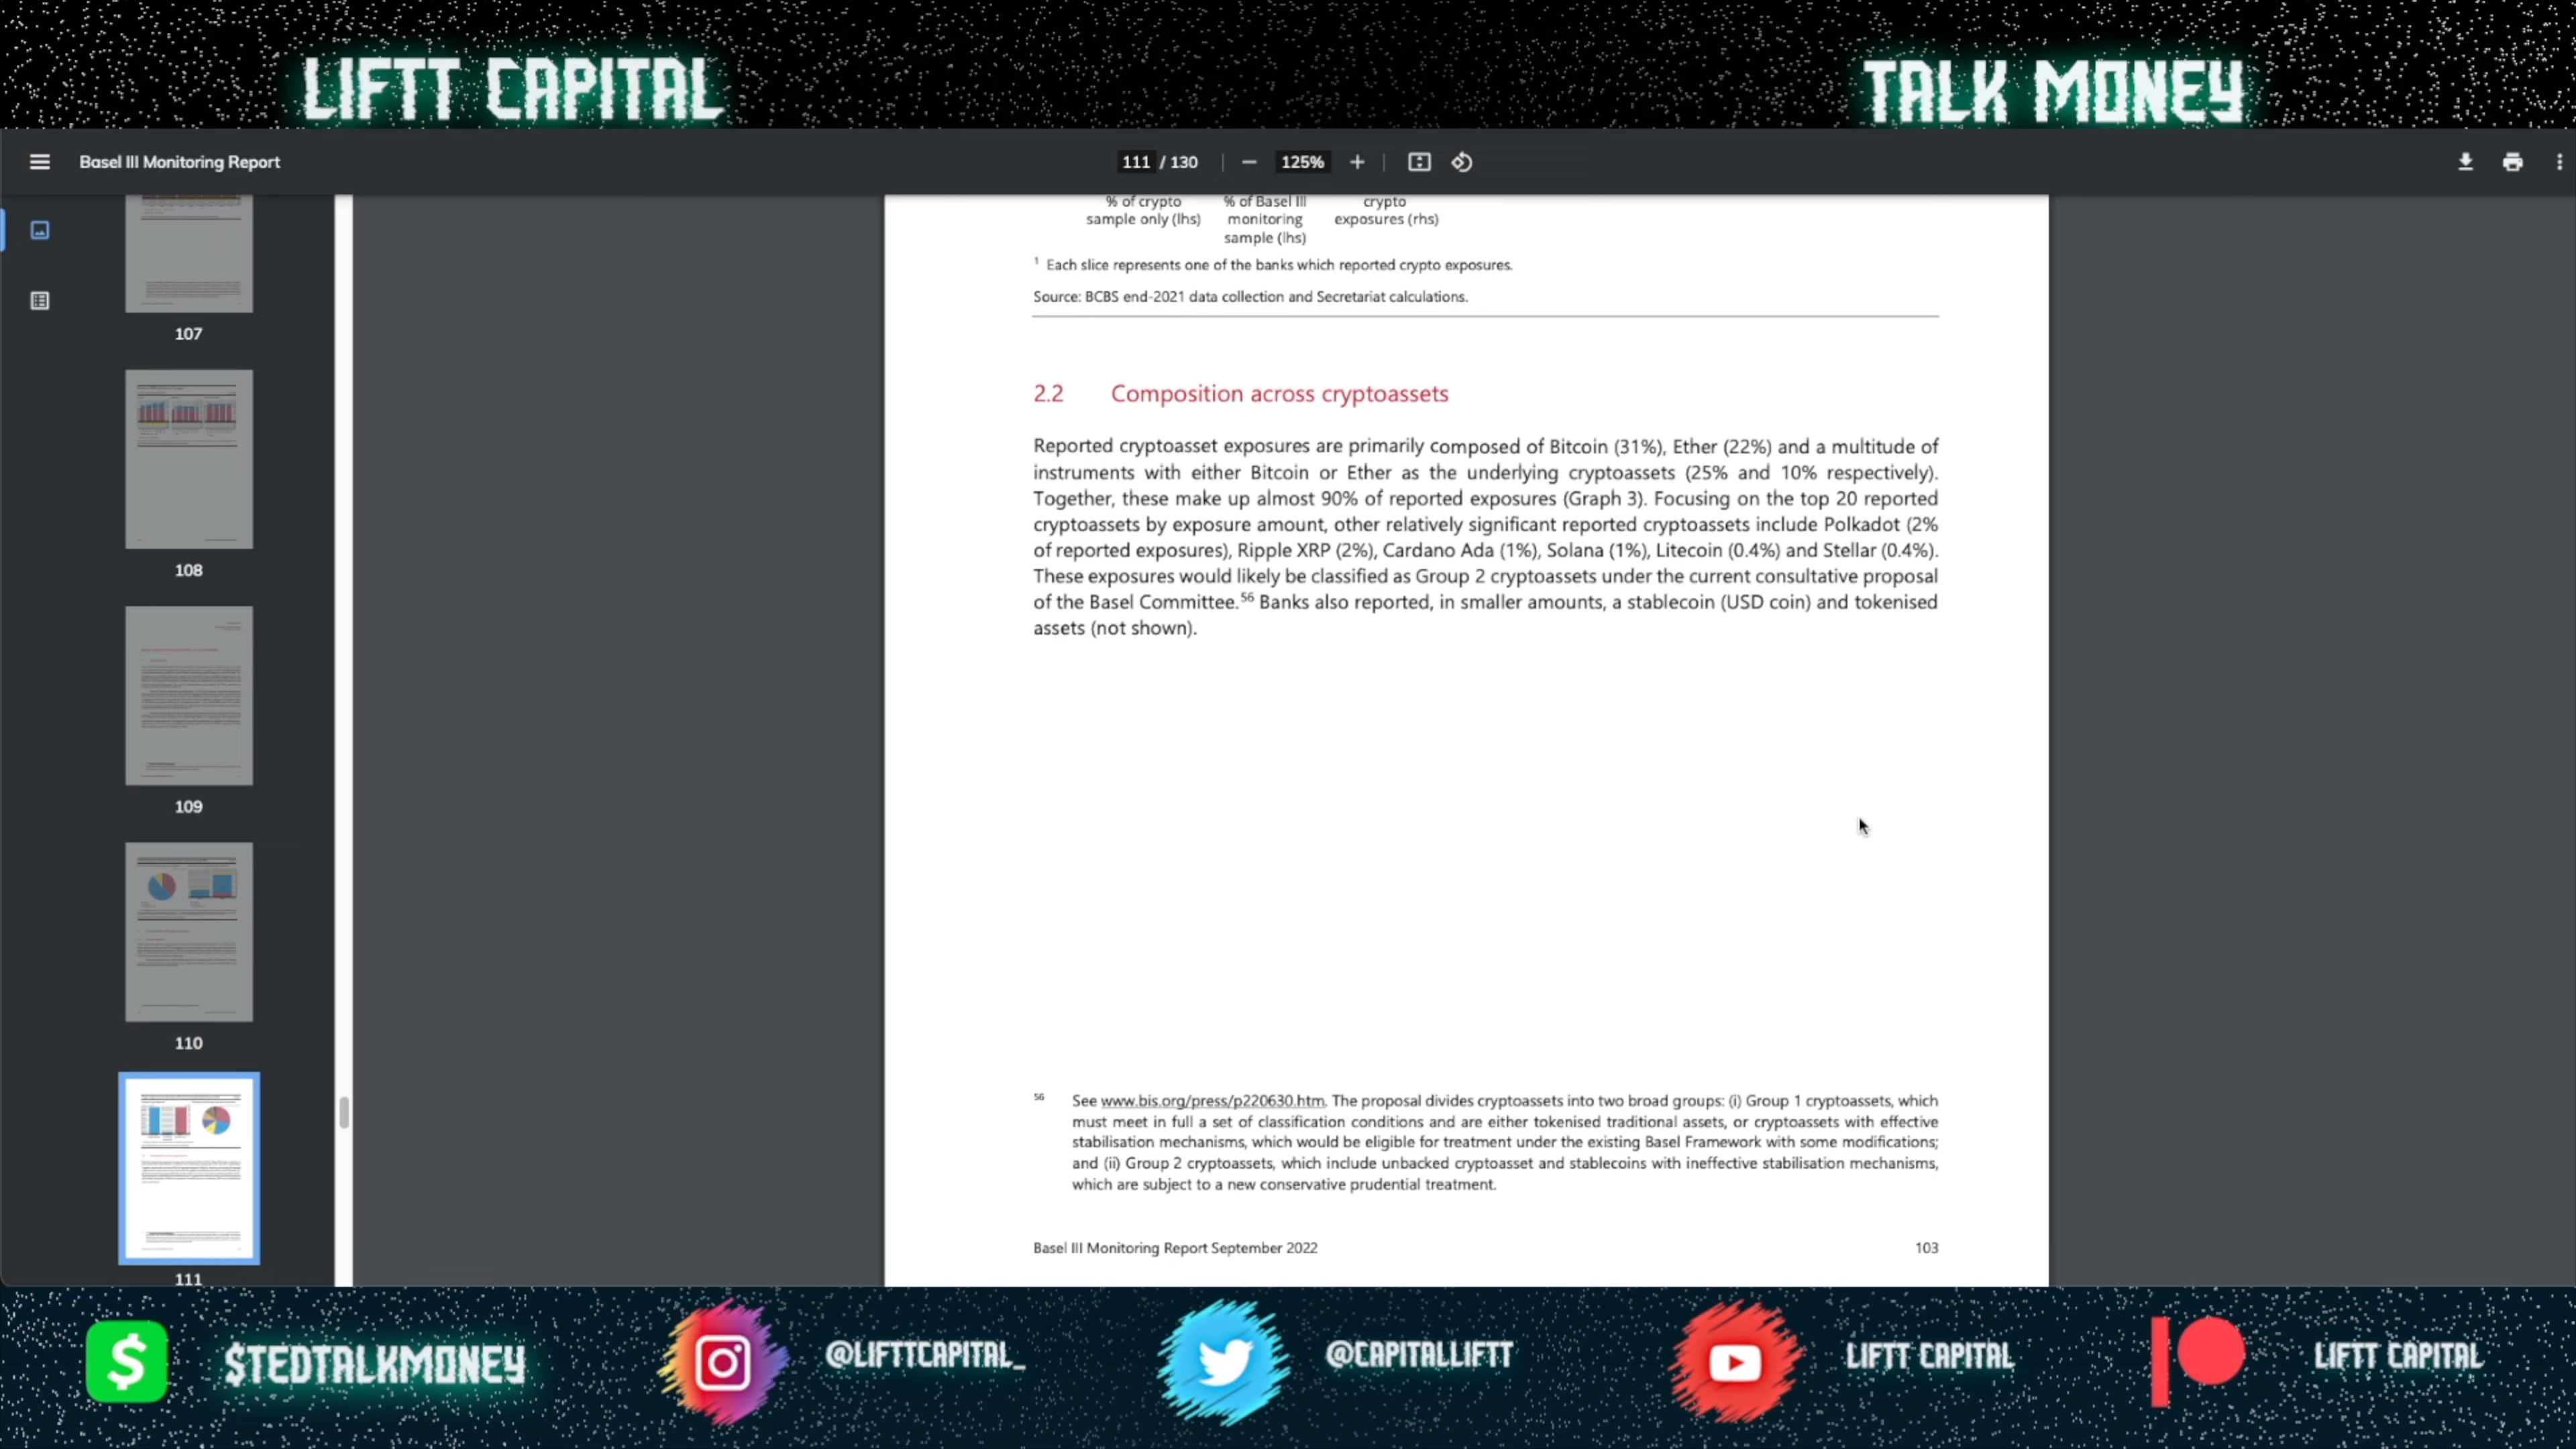 LIFTT CAPITAL
TALK MONEY
Basel III Monitoring Report
111 / 130
125%
107
108
109
110
111
% of crypto
sample only (lhs)
% of Basel III
monitoring
sample (lhs)
crypto
exposures (rhs)
1 Each slice represents one of the banks which reported crypto exposures.
Source: BCBS end-2021 data collection and Secretariat calculations.
2.2 Composition across cryptoassets
Reported cryptoasset exposures are primarily composed of Bitcoin (31%), Ether (22%) and a multitude of
instruments with either Bitcoin or Ether as the underlying cryptoassets (25% and 10% respectively).
Together, these make up almost 90% of reported exposures (Graph 3). Focusing on the top 20 reported
cryptoassets by exposure amount, other relatively significant reported cryptoassets include Polkadot (2%
of reported exposures), Ripple XRP (2%), Cardano Ada (1%), Solana (1%), Litecoin (0.4%) and Stellar (0.4%).
These exposures would likely be classified as Group 2 cryptoassets under the current consultative proposal
of the Basel Committee.56 Banks also reported, in smaller amounts, a stablecoin (USD coin) and tokenised
assets (not shown).
56 See www.bis.org/press/p220630.htm. The proposal divides cryptoassets into two broad groups: (i) Group 1 cryptoassets, which
must meet in full a set of classification conditions and are either tokenised traditional assets, or cryptoassets with effective
stabilisation mechanisms, which would be eligible for treatment under the existing Basel Framework with some modifications;
and (ii) Group 2 cryptoassets, which include unbacked cryptoasset and stablecoins with ineffective stabilisation mechanisms,
which are subject to a new conservative prudential treatment.
Basel III Monitoring Report September 2022
103
$TEDTALKMONEY
@LIFTTCAPITAL_
@CAPITALLIFTT
LIFTT CAPITAL
LIFTT CAPITAL